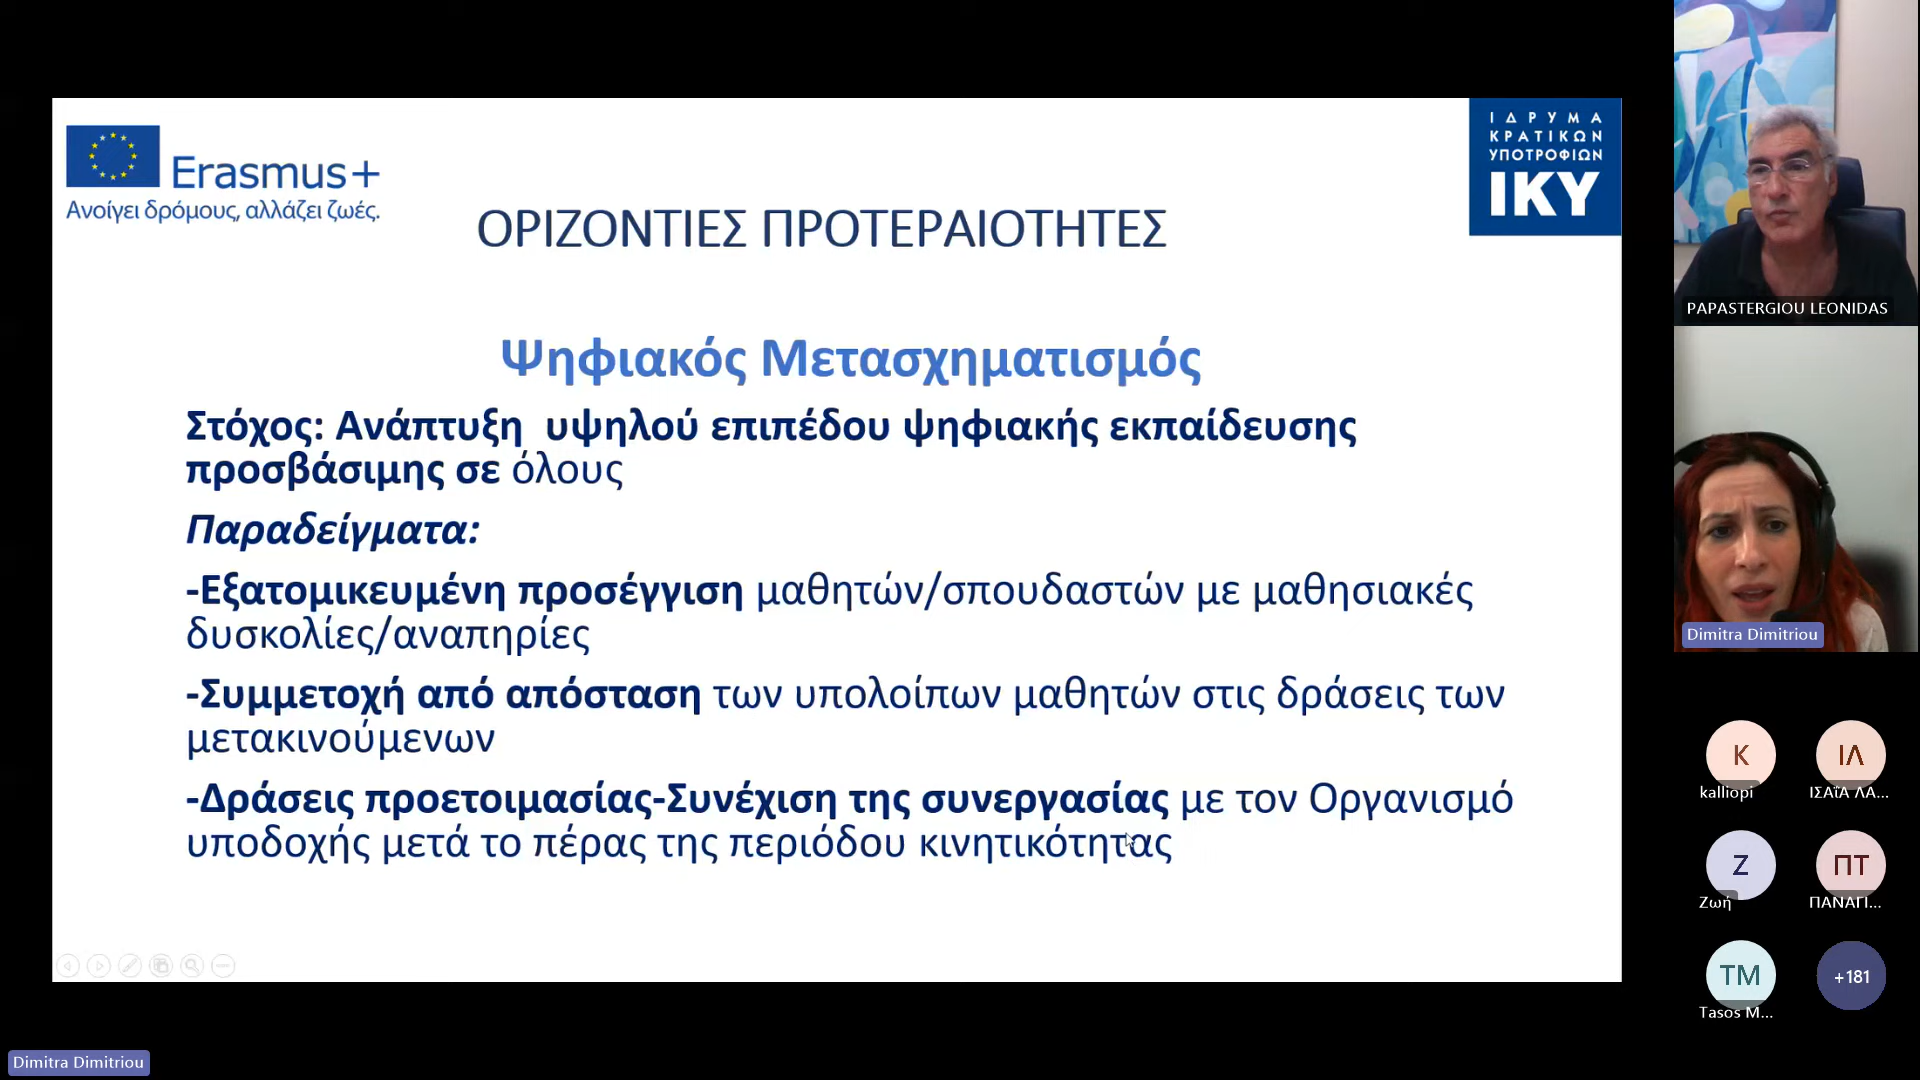 Erasmus+
Ανοίγει δρόμους, αλλάζει ζωές.
ΙΔΡΥΜΑ
ΚΡΑΤΙΚΩΝ
ΥΠΟΤΡΟΦΙΩΝ
ΙΚΥ
ΟΡΙΖΟΝΤΙΕΣ ΠΡΟΤΕΡΑΙΟΤΗΤΕΣ
Ψηφιακός Μετασχηματισμός
Στόχος: Ανάπτυξη υψηλού επιπέδου ψηφιακής εκπαίδευσης
προσβάσιμης σε όλους
Παραδείγματα:
-Εξατομικευμένη προσέγγιση μαθητών/σπουδαστών με μαθησιακές
δυσκολίες/αναπηρίες
-Συμμετοχή από απόσταση των υπολοίπων μαθητών στις δράσεις των
μετακινούμενων
-Δράσεις προετοιμασίας-Συνέχιση της συνεργασίας με τον Οργανισμό
υποδοχής μετά το πέρας της περιόδου κινητικότητας
PAPASTERGIOU LEONIDAS
Dimitra Dimitriou
K
kalliopi
ΙΛ
ΙΣΑΪΑ ΛΑ...
Ζ
Ζωή
ΠΤ
ΠΑΝΑΓΙ...
TM
Tasos M...
+181
Dimitra Dimitriou